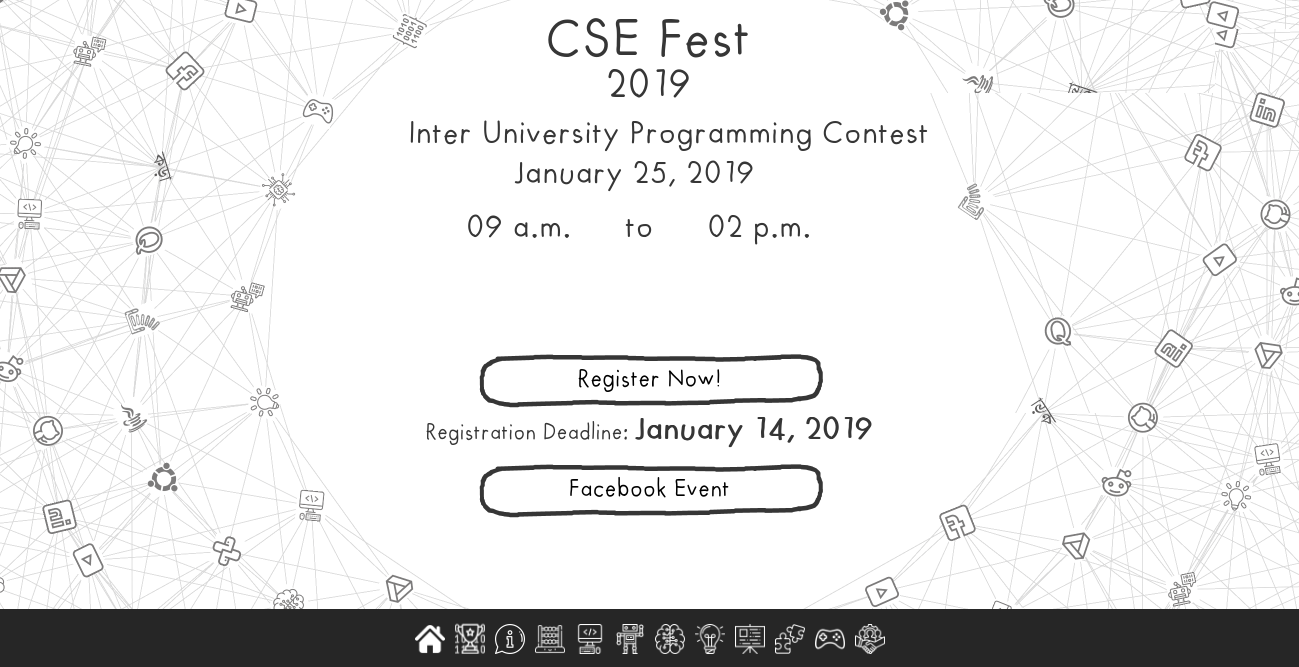 CSE Fest
2019
Inter University Programming Contest
January 25, 2019
09 a.m. to 02 p.m.
Register Now!
Registration Deadline: January 14, 2019
Facebook Event